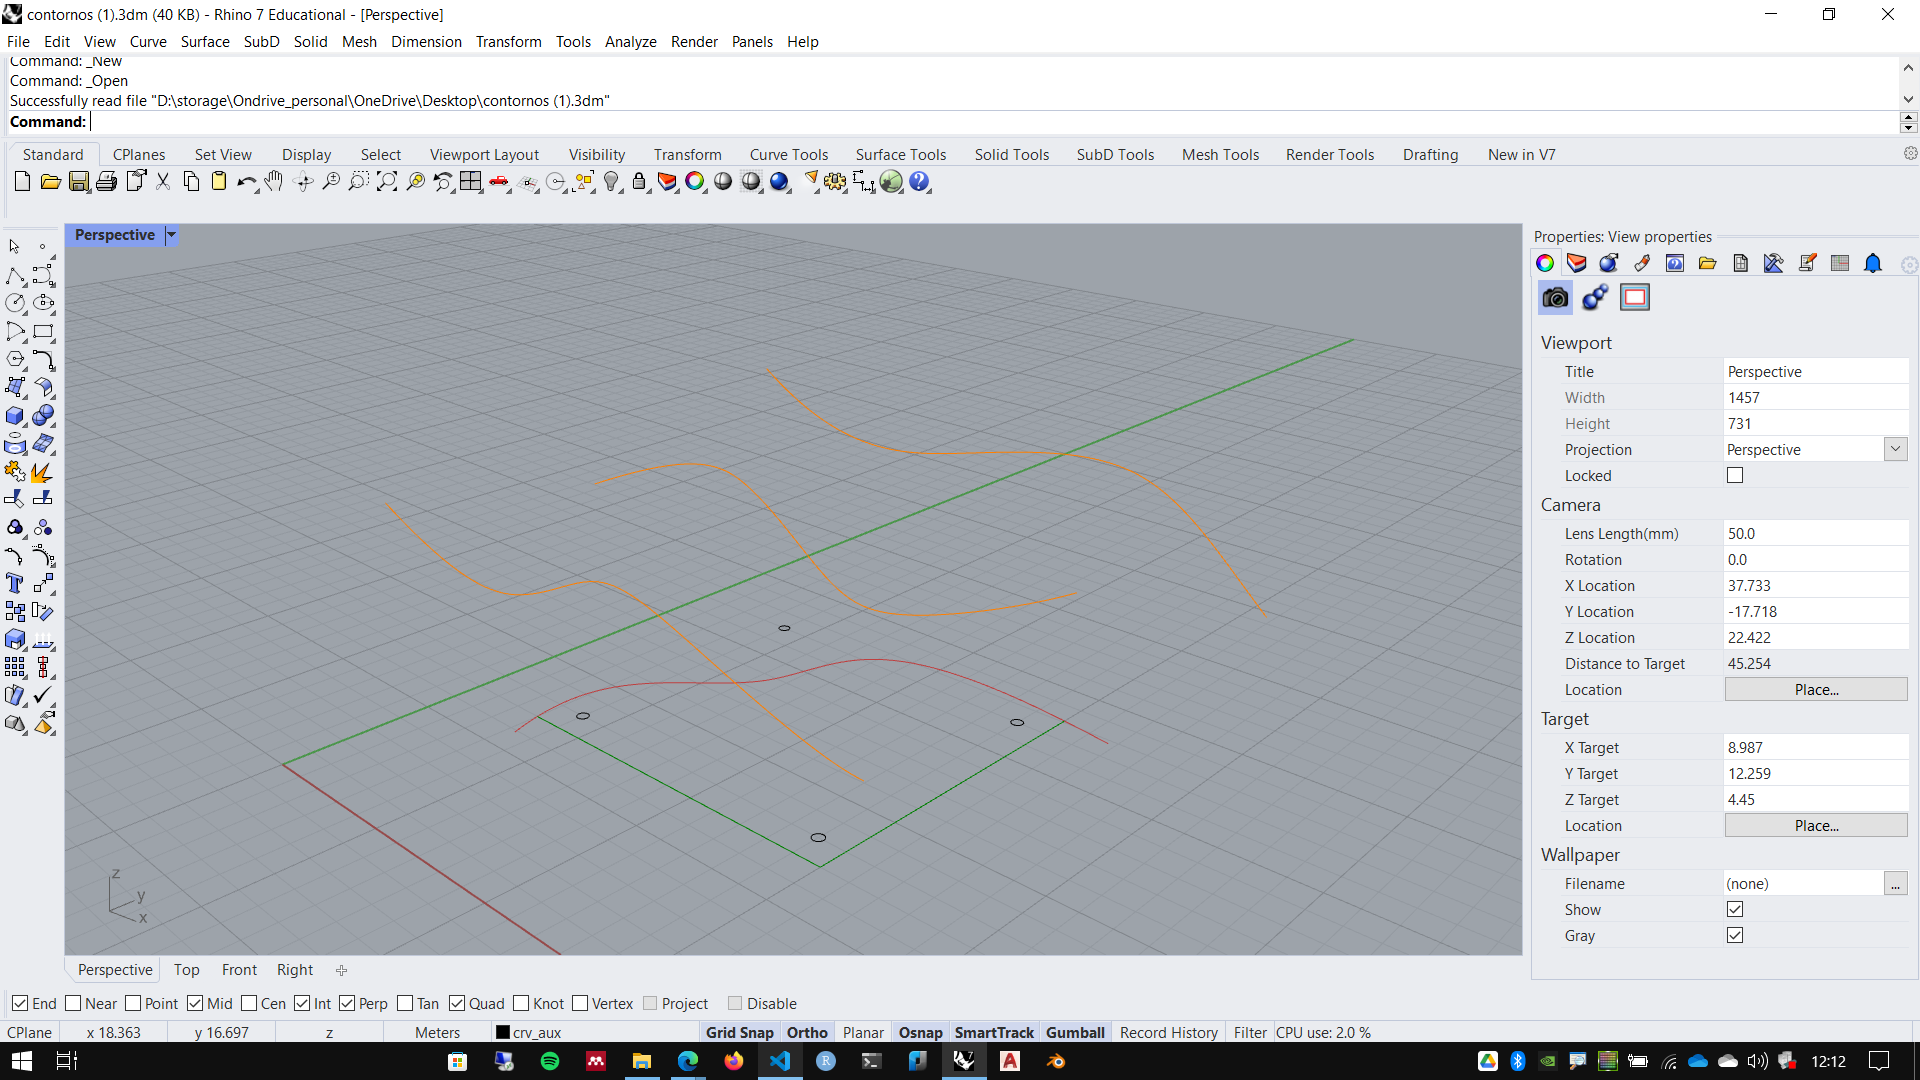 contornos (1).3dm (40 KB) - Rhino 7 Educational - [Perspective]
File Edit View Curve Surface SubD Solid Mesh Dimension Transform Tools Analyze Render Panels Help
Command: _New
Command: _Open
Successfully read file "D:\storage\Ondrive_personal\OneDrive\Desktop\contornos (1).3dm"
Command:
Standard CPlanes Set View Display Select Viewport Layout Visibility Transform Curve Tools Surface Tools Solid Tools SubD Tools Mesh Tools Render Tools Drafting New in V7
Perspective
Properties: View properties
Viewport
Title Perspective
Width 1457
Height 731
Projection Perspective
Locked
Camera
Lens Length(mm) 50.0
Rotation 0.0
X Location 37.733
Y Location -17.718
Z Location 22.422
Distance to Target 45.254
Location Place...
Target
X Target 8.987
Y Target 12.259
Z Target 4.45
Location Place...
Wallpaper
Filename (none) ...
Show
Gray
z
y
x
Perspective Top Front Right
End Near Point Mid Cen Int Perp Tan Quad Knot Vertex Project Disable
CPlane x 18.363 y 16.697 z Meters crv_aux Grid Snap Ortho Planar Osnap SmartTrack Gumball Record History Filter CPU use: 2.0 %
12:12